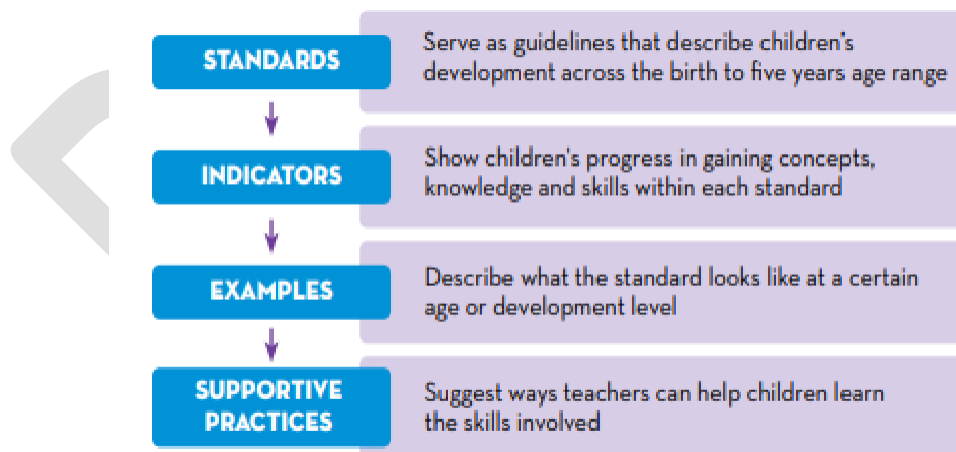 STANDARDS
Serve as guidelines that describe children's
development across the birth to five years age range
INDICATORS
Show children's progress in gaining concepts,
knowledge and skills within each standard
EXAMPLES
Describe what the standard looks like at a certain
age or development level
SUPPORTIVE
PRACTICES
Suggest ways teachers can help children learn
the skills involved